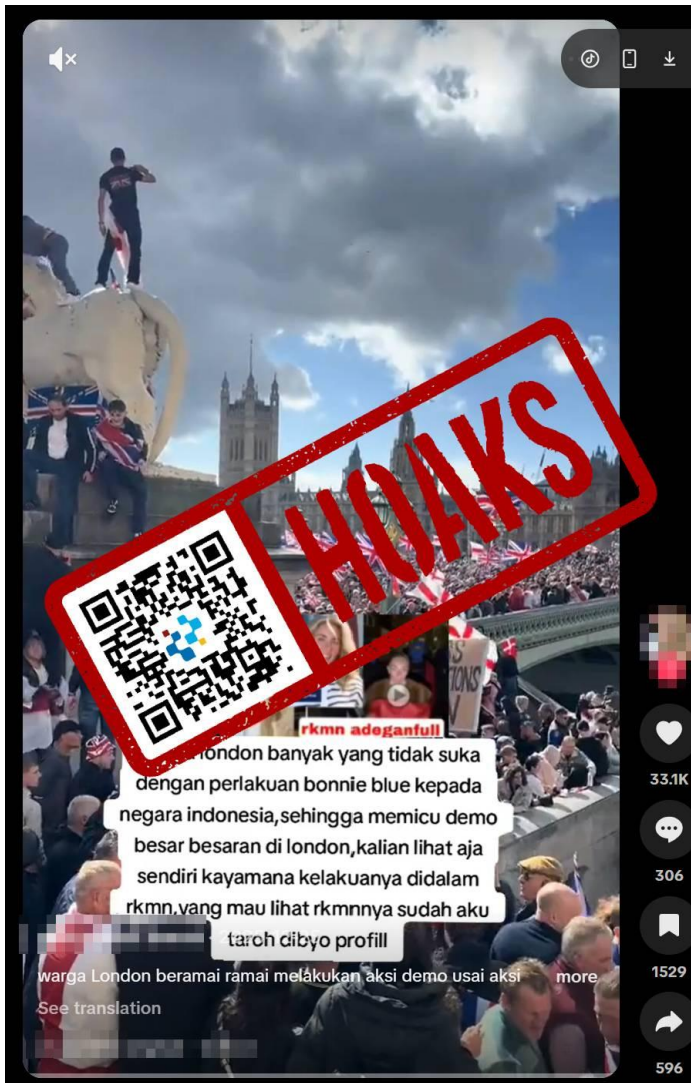 HOAKS
S
TIONS
rkmn adeganfull
london banyak yang tidak suka
dengan perlakuan bonnie blue kepada
negara indonesia,sehingga memicu demo
besar besaran di london,kalian lihat aja
sendiri kayamana kelakuanya didalam
rkmn,yang mau lihat rkmnnya sudah aku
taroh dibyo profill
warga London beramai ramai melakukan aksi demo usai aksi more
See translation
33.1K
306
1529
596